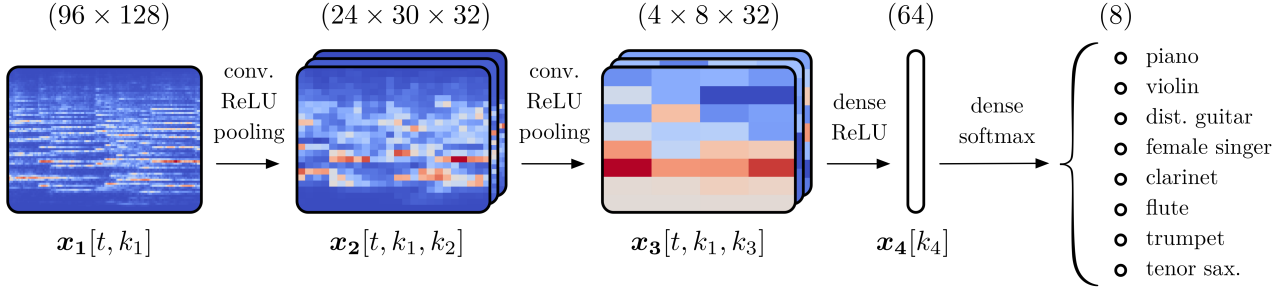 (96 × 128)
(24 × 30 × 32)
(4 × 8 × 32)
(64)
(8)
conv.
ReLU
pooling
conv.
ReLU
pooling
dense
ReLU
dense
softmax
piano
violin
dist. guitar
female singer
clarinet
flute
trumpet
tenor sax.
x₁[t, k₁]
x₂[t, k₁, k₂]
x₃[t, k₁, k₃]
x₄[k₄]